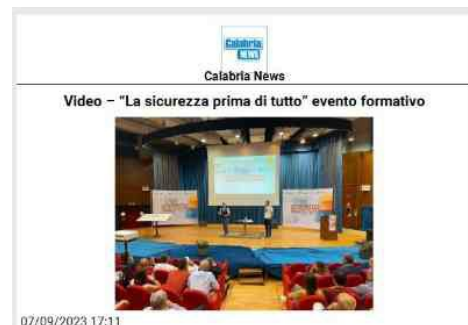 Calabria
NEWS
Calabria News
Video – “La sicurezza prima di tutto” evento formativo
07/09/2023 17:11